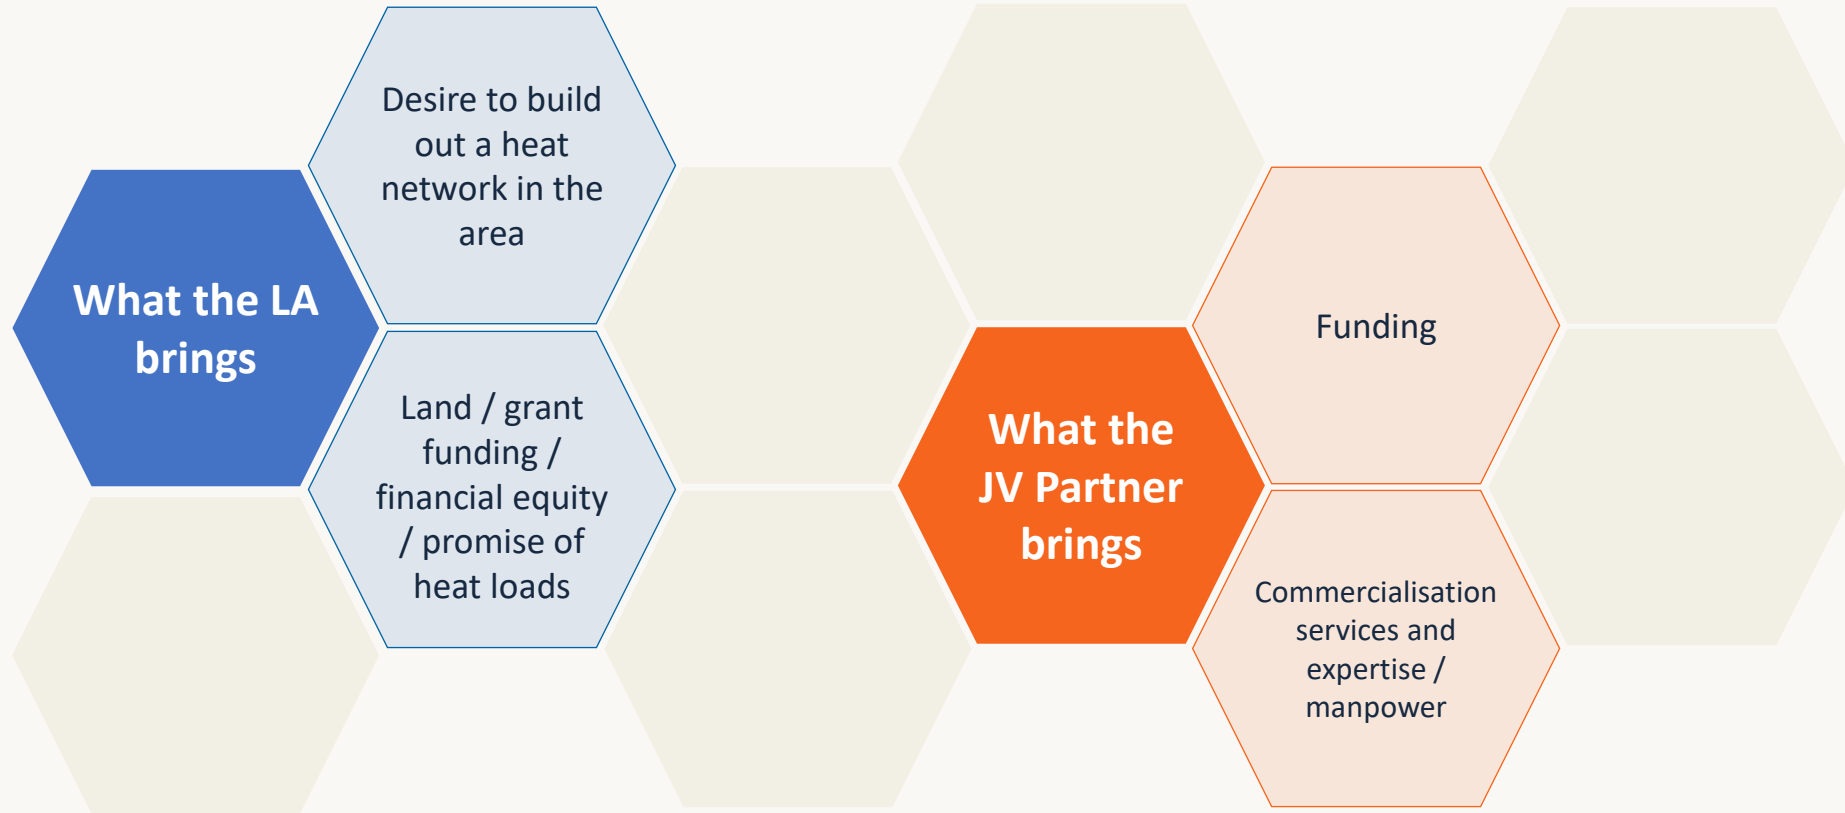 Desire to build
out a heat
network in the
area
What the LA
brings
Land / grant
funding /
financial equity
/ promise of
heat loads
Funding
What the
JV Partner
brings
Commercialisation
services and
expertise /
manpower